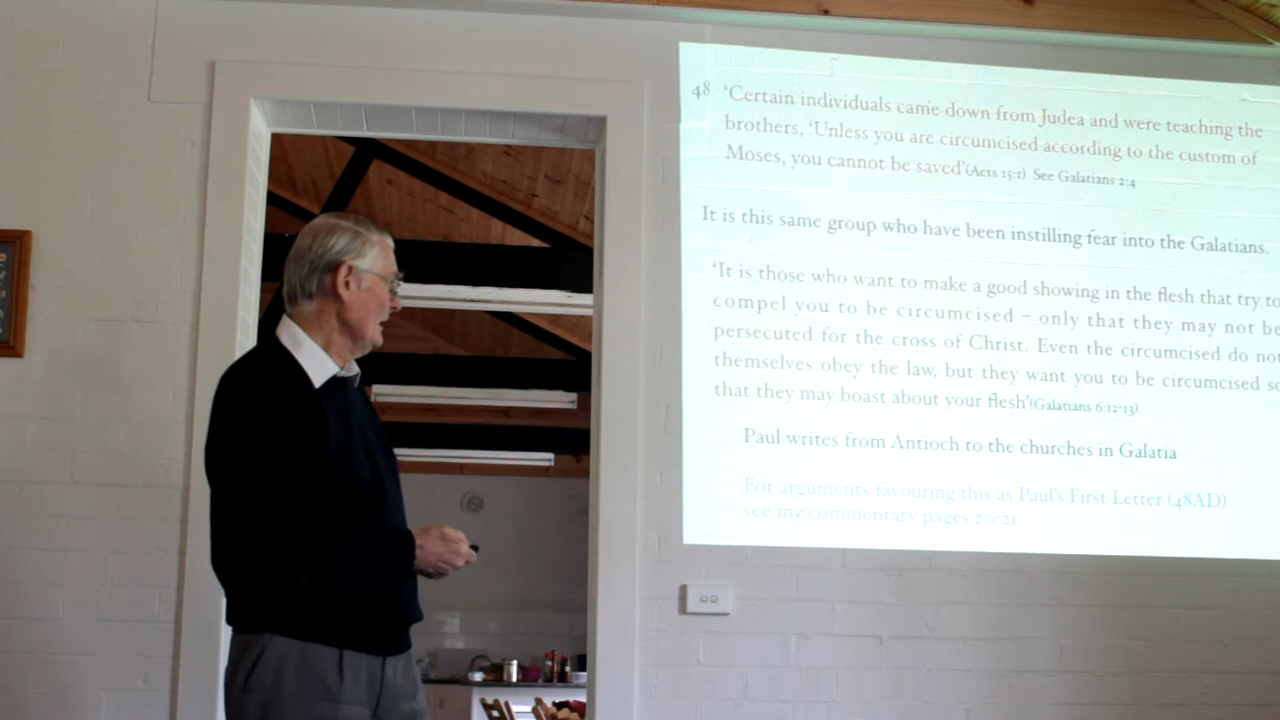 48 ‘Certain individuals came down from Judea and were teaching the
brothers, ‘Unless you are circumcised according to the custom of
Moses, you cannot be saved’(Acts 15:1) See Galatians 2:4
It is this same group who have been instilling fear into the Galatians.
‘It is those who want to make a good showing in the flesh that try to
compel you to be circumcised – only that they may not be
persecuted for the cross of Christ. Even the circumcised do not
themselves obey the law, but they want you to be circumcised so
that they may boast about your flesh’(Galatians 6:12-13)
Paul writes from Antioch to the churches in Galatia
For arguments favouring this as Paul's First Letter (48AD)
see my commentary pages 20-21